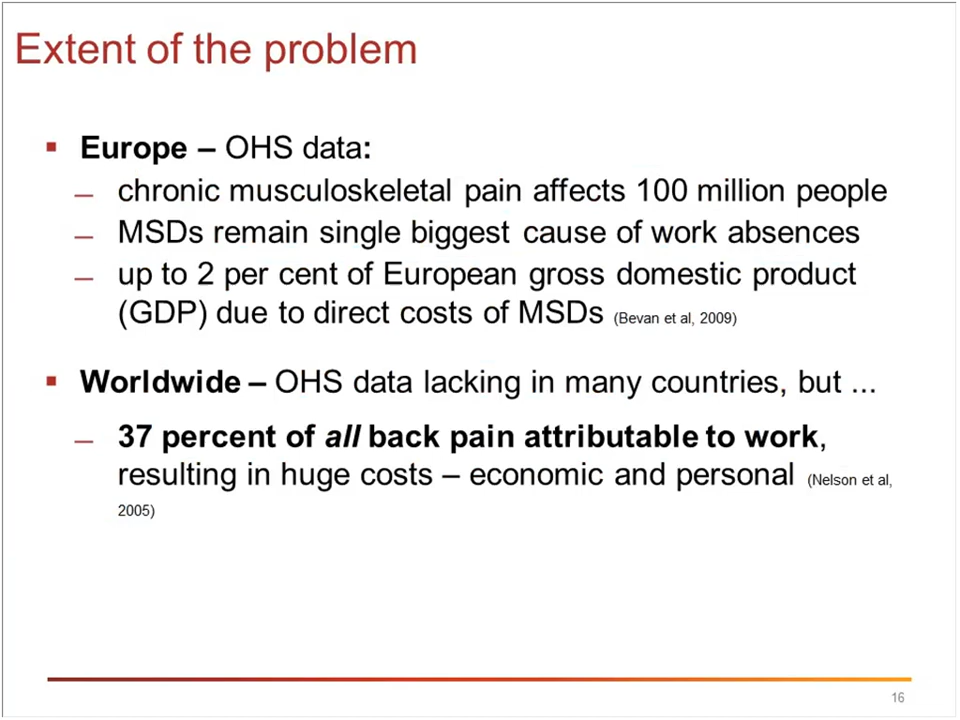 Extent of the problem
▪ Europe – OHS data:
— chronic musculoskeletal pain affects 100 million people
— MSDs remain single biggest cause of work absences
— up to 2 per cent of European gross domestic product
(GDP) due to direct costs of MSDs (Bevan et al, 2009)
▪ Worldwide – OHS data lacking in many countries, but ...
— 37 percent of all back pain attributable to work,
resulting in huge costs – economic and personal (Nelson et al,
2005)
16